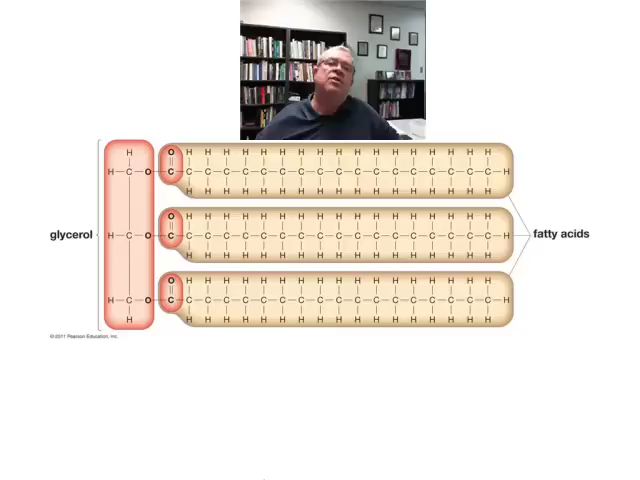 H O H H H H H H H H H H H H H H H H H
H—C—O—C—C—C—C—C—C—C—C—C—C—C—C—C—C—C—C—C—C—H
H H H H H H H H H H H H H H H H H
O H H H H H H H H H H H H H H H H H
glycerol H—C—O—C—C—C—C—C—C—C—C—C—C—C—C—C—C—C—C—C—C—H fatty acids
H H H H H H H H H H H H H H H H H
O H H H H H H H H H H H H H H H H H
H—C—O—C—C—C—C—C—C—C—C—C—C—C—C—C—C—C—C—C—C—H
H H H H H H H H H H H H H H H H H H
© 2011 Pearson Education, Inc.